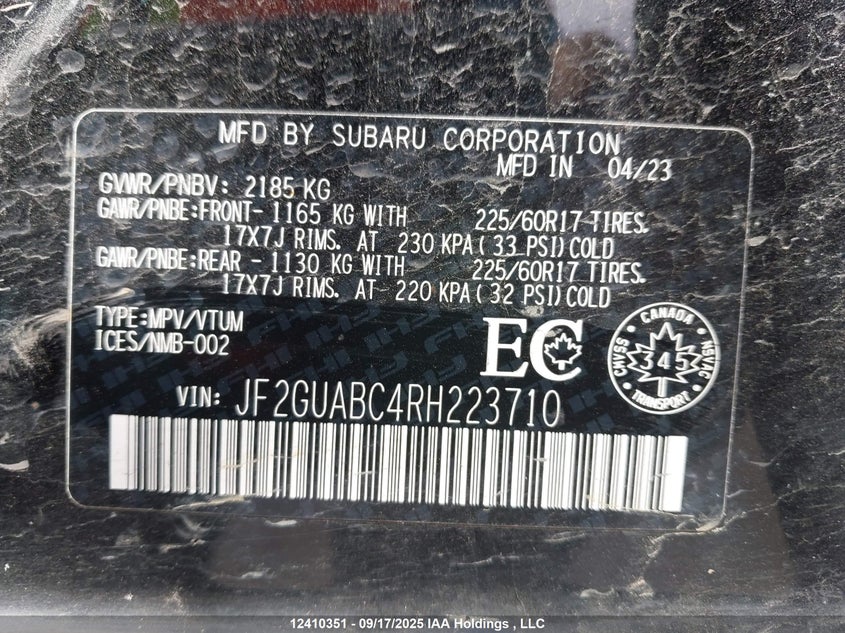 MFD BY SUBARU CORPORATION
MFD IN 04/23
GVWR/PNBV: 2185 KG
GAWR/PNBE:FRONT- 1165 KG WITH 225/60R17 TIRES.
17X7J RIMS. AT 230 KPA( 33 PSI)COLD
GAWR/PNBE:REAR - 1130 KG WITH 225/60R17 TIRES.
17X7J RIMS. AT 220 KPA( 32 PSI)COLD
TYPE:MPV/VTUM
ICES/NMB-002
EC
CANADA
CMVSS 345 NSVAC
TRANSPORT
VIN: JF2GUABC4RH223710
12410351 - 09/17/2025 IAA Holdings , LLC